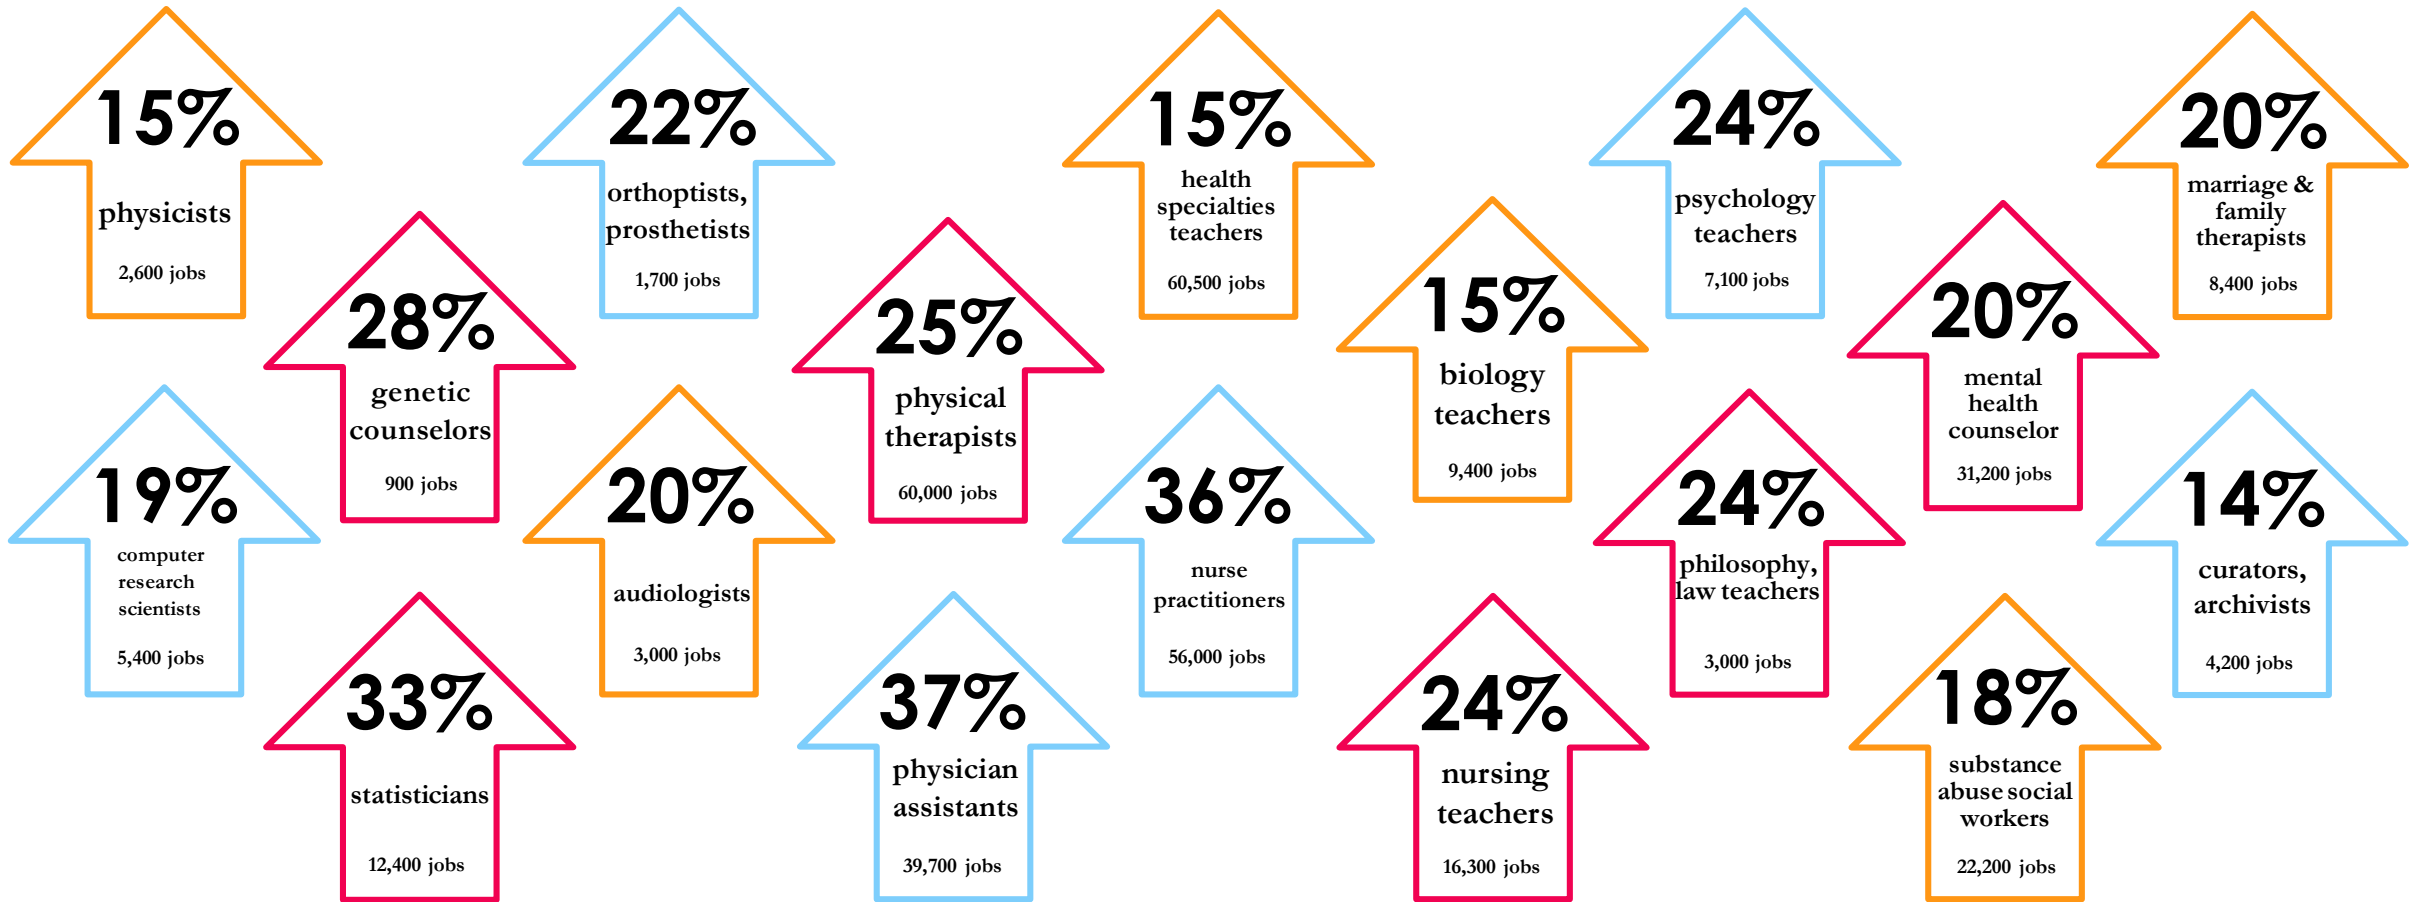 15%
physicists
2,600 jobs
22%
orthoptists,
prosthetists
1,700 jobs
15%
health
specialties
teachers
60,500 jobs
24%
psychology
teachers
7,100 jobs
20%
marriage &
family
therapists
8,400 jobs
28%
genetic
counselors
900 jobs
25%
physical
therapists
60,000 jobs
15%
biology
teachers
9,400 jobs
20%
mental
health
counselor
31,200 jobs
19%
computer
research
scientists
5,400 jobs
20%
audiologists
3,000 jobs
36%
nurse
practitioners
56,000 jobs
24%
philosophy,
law teachers
3,000 jobs
14%
curators,
archivists
4,200 jobs
33%
statisticians
12,400 jobs
37%
physician
assistants
39,700 jobs
24%
nursing
teachers
16,300 jobs
18%
substance
abuse social
workers
22,200 jobs